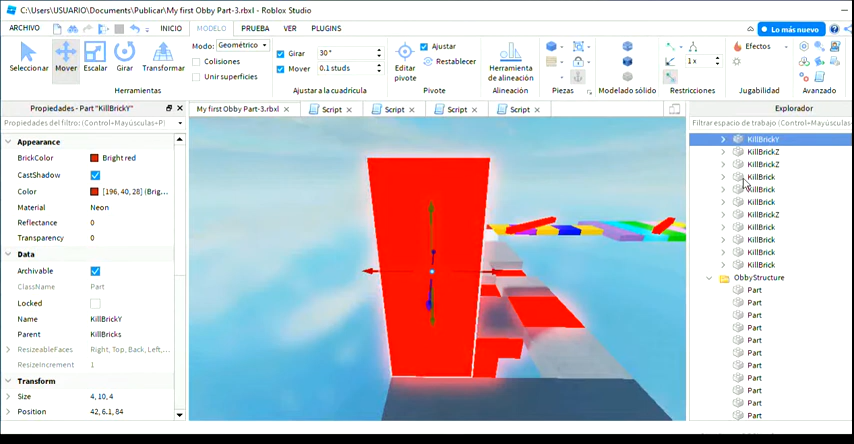 C:\Users\USUARIO\Documents\Publicar\My first Obby Part-3.rbxl - Roblox Studio
ARCHIVO INICIO MODELO PRUEBA VER PLUGINS Lo más nuevo
Modo: Geométrico
Colisiones
Unir superficies
Seleccionar Mover Escalar Girar Transformar
Herramientas
Girar 30°
Mover 0.1 studs
Ajustar a la cuadrícula
Editar pivote
Ajustar
Restablecer
Pivote
Herramienta de alineación
Alineación
Piezas
Modelado sólido
1 x
Restricciones
Efectos
Jugabilidad
Avanzado
Propiedades - Part "KillBrickY"
Propiedades del filtro: (Control+Mayúsculas+P)
Appearance
BrickColor Bright red
CastShadow
Color [196, 40, 28] (Brig...
Material Neon
Reflectance 0
Transparency 0
Data
Archivable
ClassName Part
Locked
Name KillBrickY
Parent KillBricks
ResizeableFaces Right, Top, Back, Left,...
ResizeIncrement 1
Transform
Size 4, 10, 4
Position 42, 6.1, 84
My first Obby Part-3.rbxl Script Script Script Script
Explorador
Filtrar espacio de trabajo (Control+Mayúsculas+
KillBrickY
KillBrickZ
KillBrickZ
KillBrick
KillBrick
KillBrick
KillBrickZ
KillBrick
KillBrick
KillBrick
KillBrick
ObbyStructure
Part
Part
Part
Part
Part
Part
Part
Part
Part
Part
Part